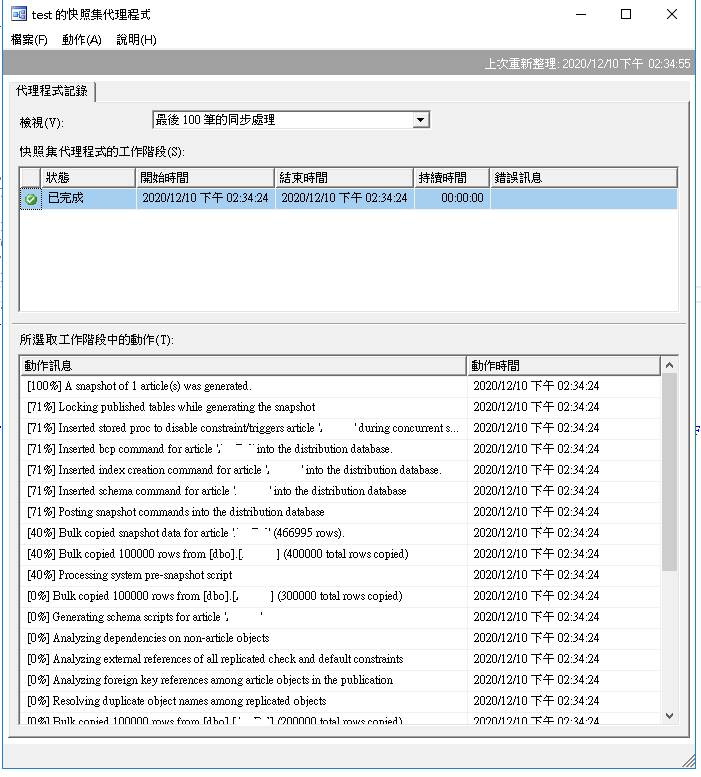 test 的快照集代理程式
檔案(F) 動作(A) 說明(H)
上次重新整理: 2020/12/10下午 02:34:55
代理程式記錄
檢視(V): 最後 100 筆的同步處理
快照集代理程式的工作階段(S):
狀態 開始時間 結束時間 持續時間 錯誤訊息
已完成 2020/12/10 下午 02:34:24 2020/12/10 下午 02:34:24 00:00:00
所選取工作階段中的動作(T):
動作訊息 動作時間
[100%] A snapshot of 1 article(s) was generated. 2020/12/10 下午 02:34:24
[71%] Locking published tables while generating the snapshot 2020/12/10 下午 02:34:24
[71%] Inserted stored proc to disable constraint/triggers article ' ' during concurrent s... 2020/12/10 下午 02:34:24
[71%] Inserted bcp command for article ' ' into the distribution database. 2020/12/10 下午 02:34:24
[71%] Inserted index creation command for article ' ' into the distribution database. 2020/12/10 下午 02:34:24
[71%] Inserted schema command for article ' ' into the distribution database 2020/12/10 下午 02:34:24
[71%] Posting snapshot commands into the distribution database 2020/12/10 下午 02:34:24
[40%] Bulk copied snapshot data for article ' ' (466995 rows). 2020/12/10 下午 02:34:24
[40%] Bulk copied 100000 rows from [dbo].[ ] (400000 total rows copied) 2020/12/10 下午 02:34:24
[40%] Processing system pre-snapshot script 2020/12/10 下午 02:34:24
[0%] Bulk copied 100000 rows from [dbo].[ ] (300000 total rows copied) 2020/12/10 下午 02:34:24
[0%] Generating schema scripts for article ' ' 2020/12/10 下午 02:34:24
[0%] Analyzing dependencies on non-article objects 2020/12/10 下午 02:34:24
[0%] Analyzing external references of all replicated check and default constraints 2020/12/10 下午 02:34:24
[0%] Analyzing foreign key references among article objects in the publication 2020/12/10 下午 02:34:24
[0%] Resolving duplicate object names among replicated objects 2020/12/10 下午 02:34:24
[0%] Bulk copied 100000 rows from [dbo].[ ] (200000 total rows copied) 2020/12/10 下午 02:34:24